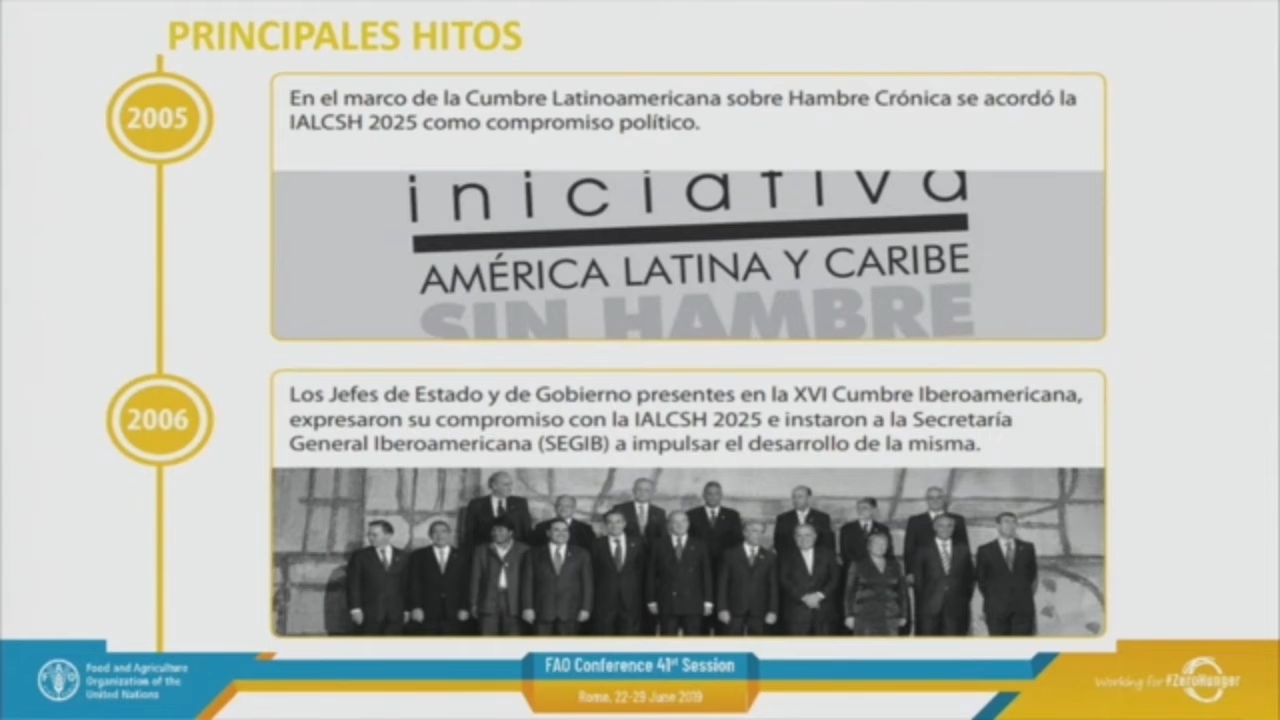 PRINCIPALES HITOS
2005
En el marco de la Cumbre Latinoamericana sobre Hambre Crónica se acordó la
IALCSH 2025 como compromiso político.
iniciativa
AMÉRICA LATINA Y CARIBE
SIN HAMBRE
2006
Los Jefes de Estado y de Gobierno presentes en la XVI Cumbre Iberoamericana,
expresaron su compromiso con la IALCSH 2025 e instaron a la Secretaría
General Iberoamericana (SEGIB) a impulsar el desarrollo de la misma.
Food and Agriculture
Organization of the
United Nations
FAO Conference 41st Session
Rome, 22-29 June 2019
Working for #ZeroHunger